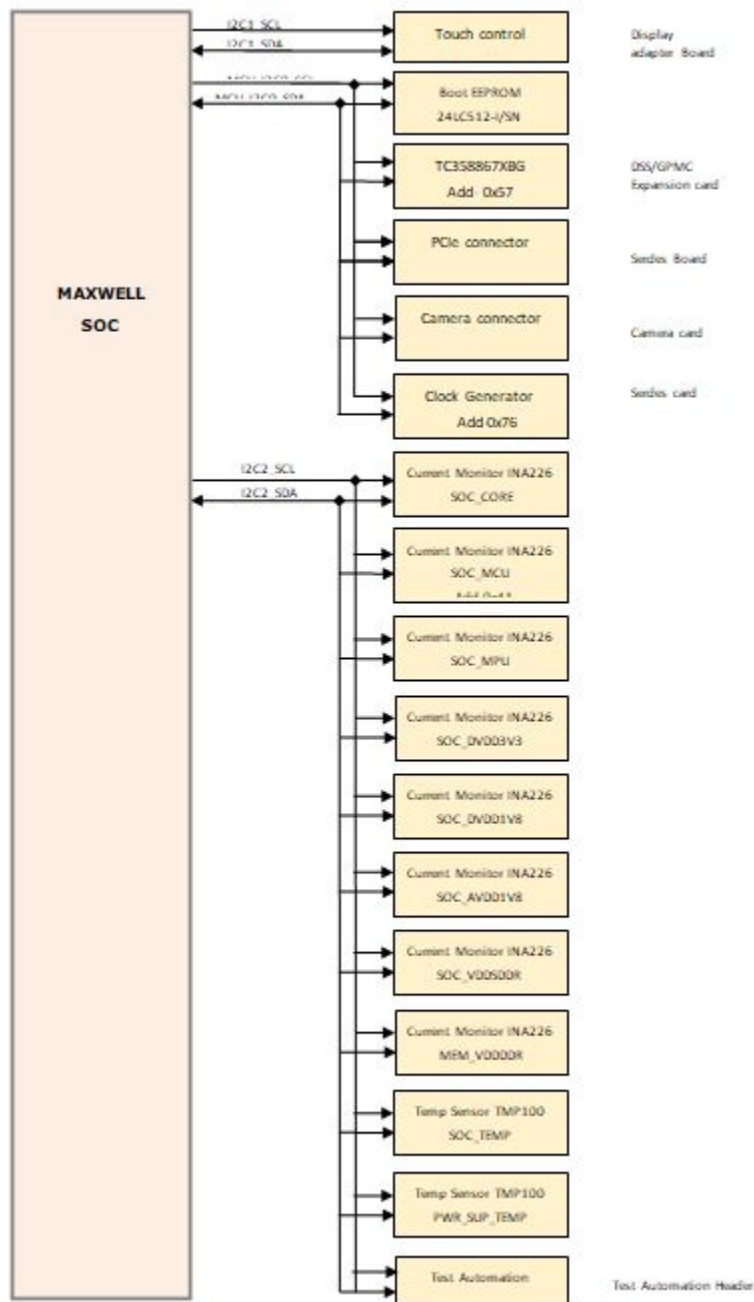 I2C1_SCL
Touch control
Display
I2C1_SDA
adapter Board
MCU_I2C0_SCL
Boot EEPROM
MCU_I2C0_SDA
24LC512-I/SN
TC358867XBG
DSS/GPMC
Add 0x57
Expansion card
PCIe connector
Serdes Board
MAXWELL
SOC
Camera connector
Camera card
Clock Generator
Serdes card
Add 0x76
I2C2_SCL
Current Monitor INA226
I2C2_SDA
SOC_CORE
Current Monitor INA226
SOC_MCU
Current Monitor INA226
SOC_MPU
Current Monitor INA226
SOC_DVDD3V3
Current Monitor INA226
SOC_DVDD1V8
Current Monitor INA226
SOC_AVDD1V8
Current Monitor INA226
SOC_VDDSDDR
Current Monitor INA226
MEM_VDDDDR
Temp Sensor TMP100
SOC_TEMP
Temp Sensor TMP100
PWR_SUP_TEMP
Test Automation
Test Automation Header